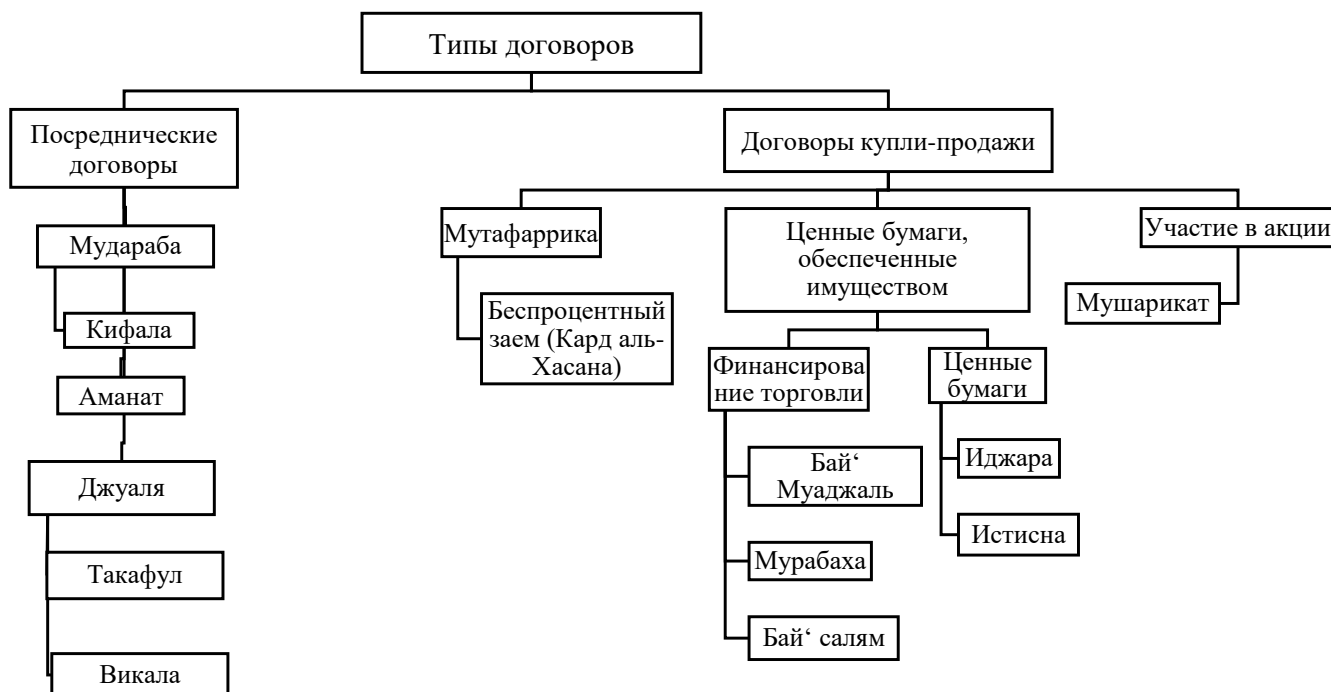 Типы договоров
Посреднические
договоры
Договоры купли-продажи
Мудараба
Кифала
Аманат
Джуаля
Такафул
Викала
Мутафаррика
Беспроцентный
заем (Кард аль-
Хасана)
Ценные бумаги,
обеспеченные
имуществом
Финансирова
ние торговли
Бай‘
Муаджаль
Мурабаха
Бай‘ салям
Ценные
бумаги
Иджара
Истисна
Участие в акции
Мушарикат